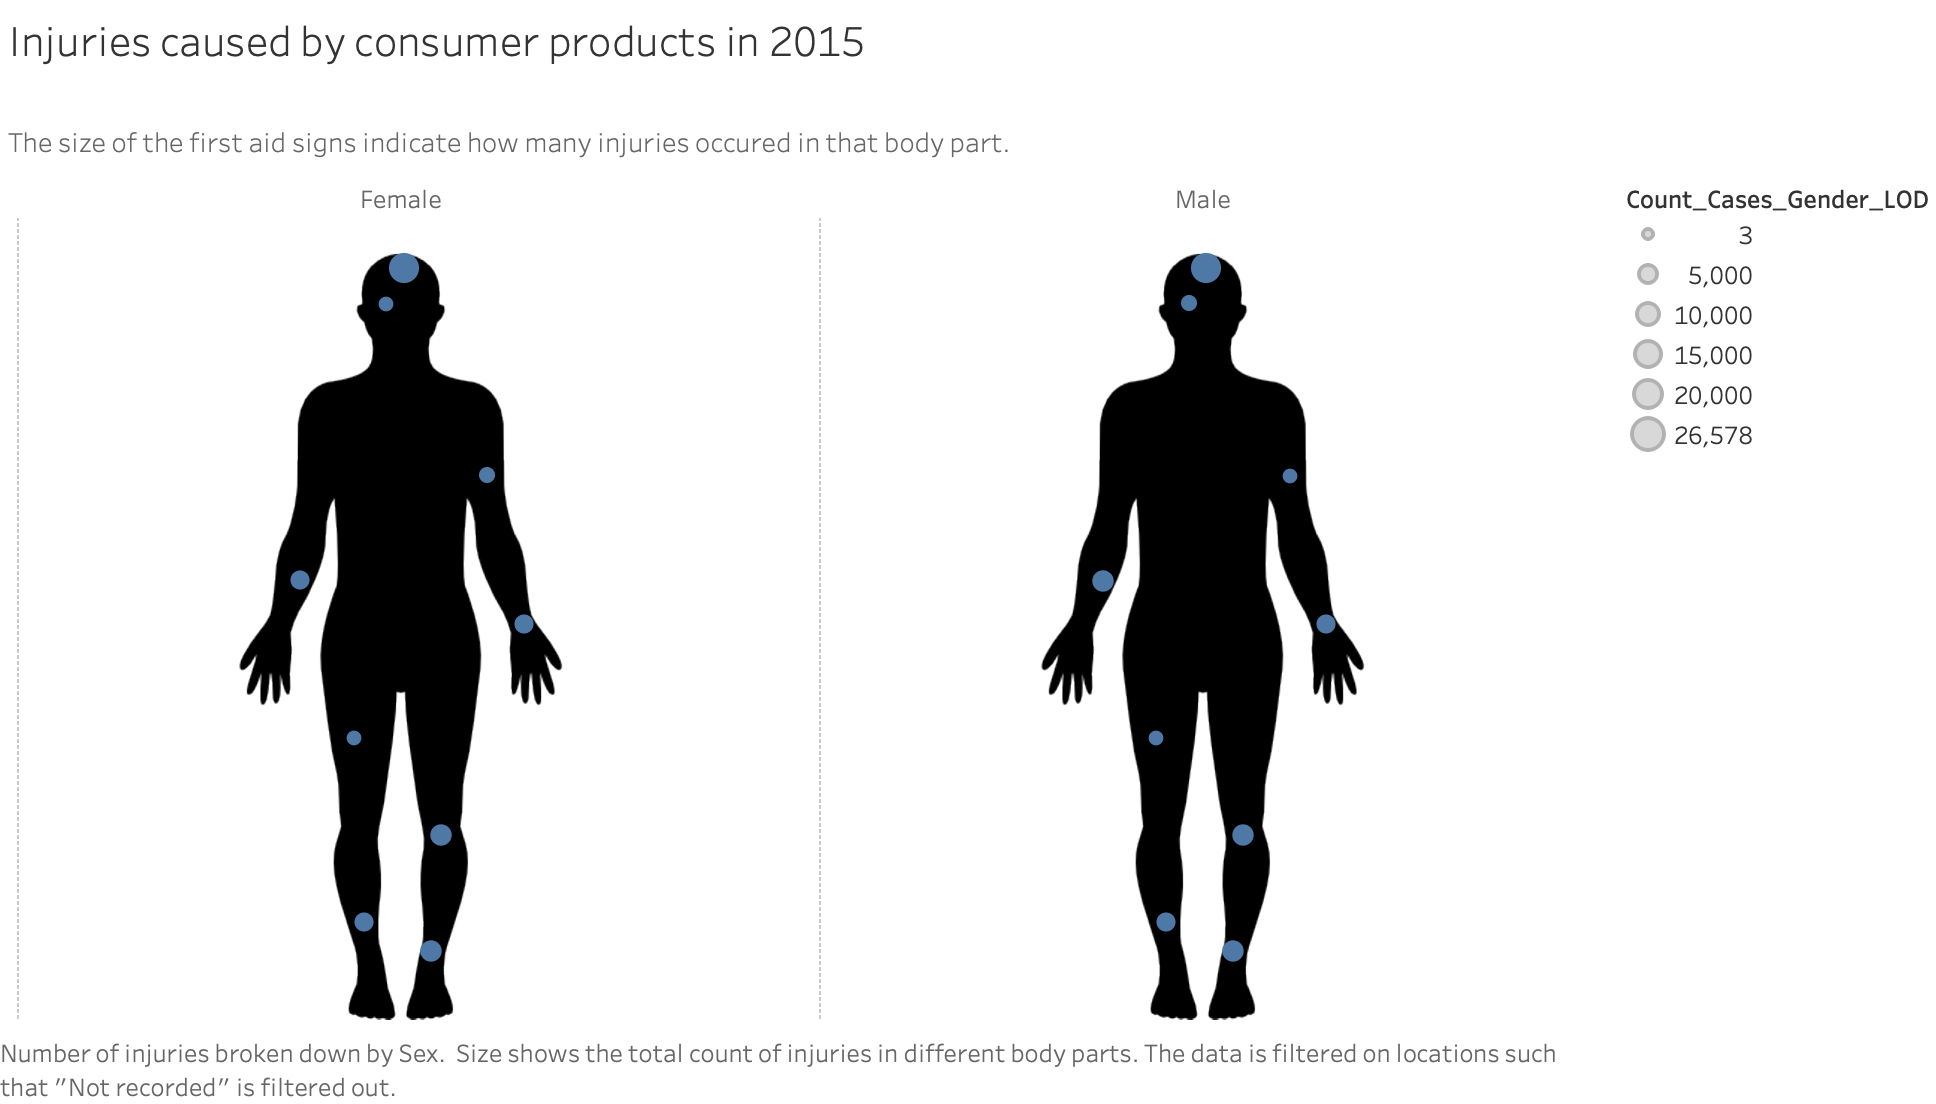 Injuries caused by consumer products in 2015
The size of the first aid signs indicate how many injuries occured in that body part.
Female
Male
Count_Cases_Gender_LOD
3
5,000
10,000
15,000
20,000
26,578
Number of injuries broken down by Sex.  Size shows the total count of injuries in different body parts. The data is filtered on locations such
that "Not recorded" is filtered out.